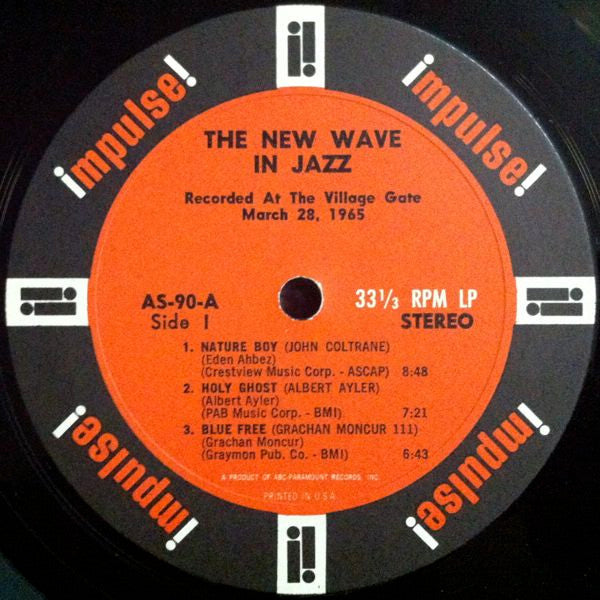 impulse!
impulse!
THE NEW WAVE
IN JAZZ
Recorded At The Village Gate
March 28, 1965
AS-90-A
33 1/3 RPM LP
Side 1
STEREO
1. NATURE BOY (JOHN COLTRANE)
(Eden Ahbez)
(Crestview Music Corp. - ASCAP) 8:48
2. HOLY GHOST (ALBERT AYLER)
(Albert Ayler)
(PAB Music Corp. - BMI) 7:21
3. BLUE FREE (GRACHAN MONCUR 111)
(Grachan Moncur)
(Graymon Pub. Co. - BMI) 6:43
A PRODUCT OF ABC-PARAMOUNT RECORDS, INC.
PRINTED IN U.S.A.
impulse!
impulse!